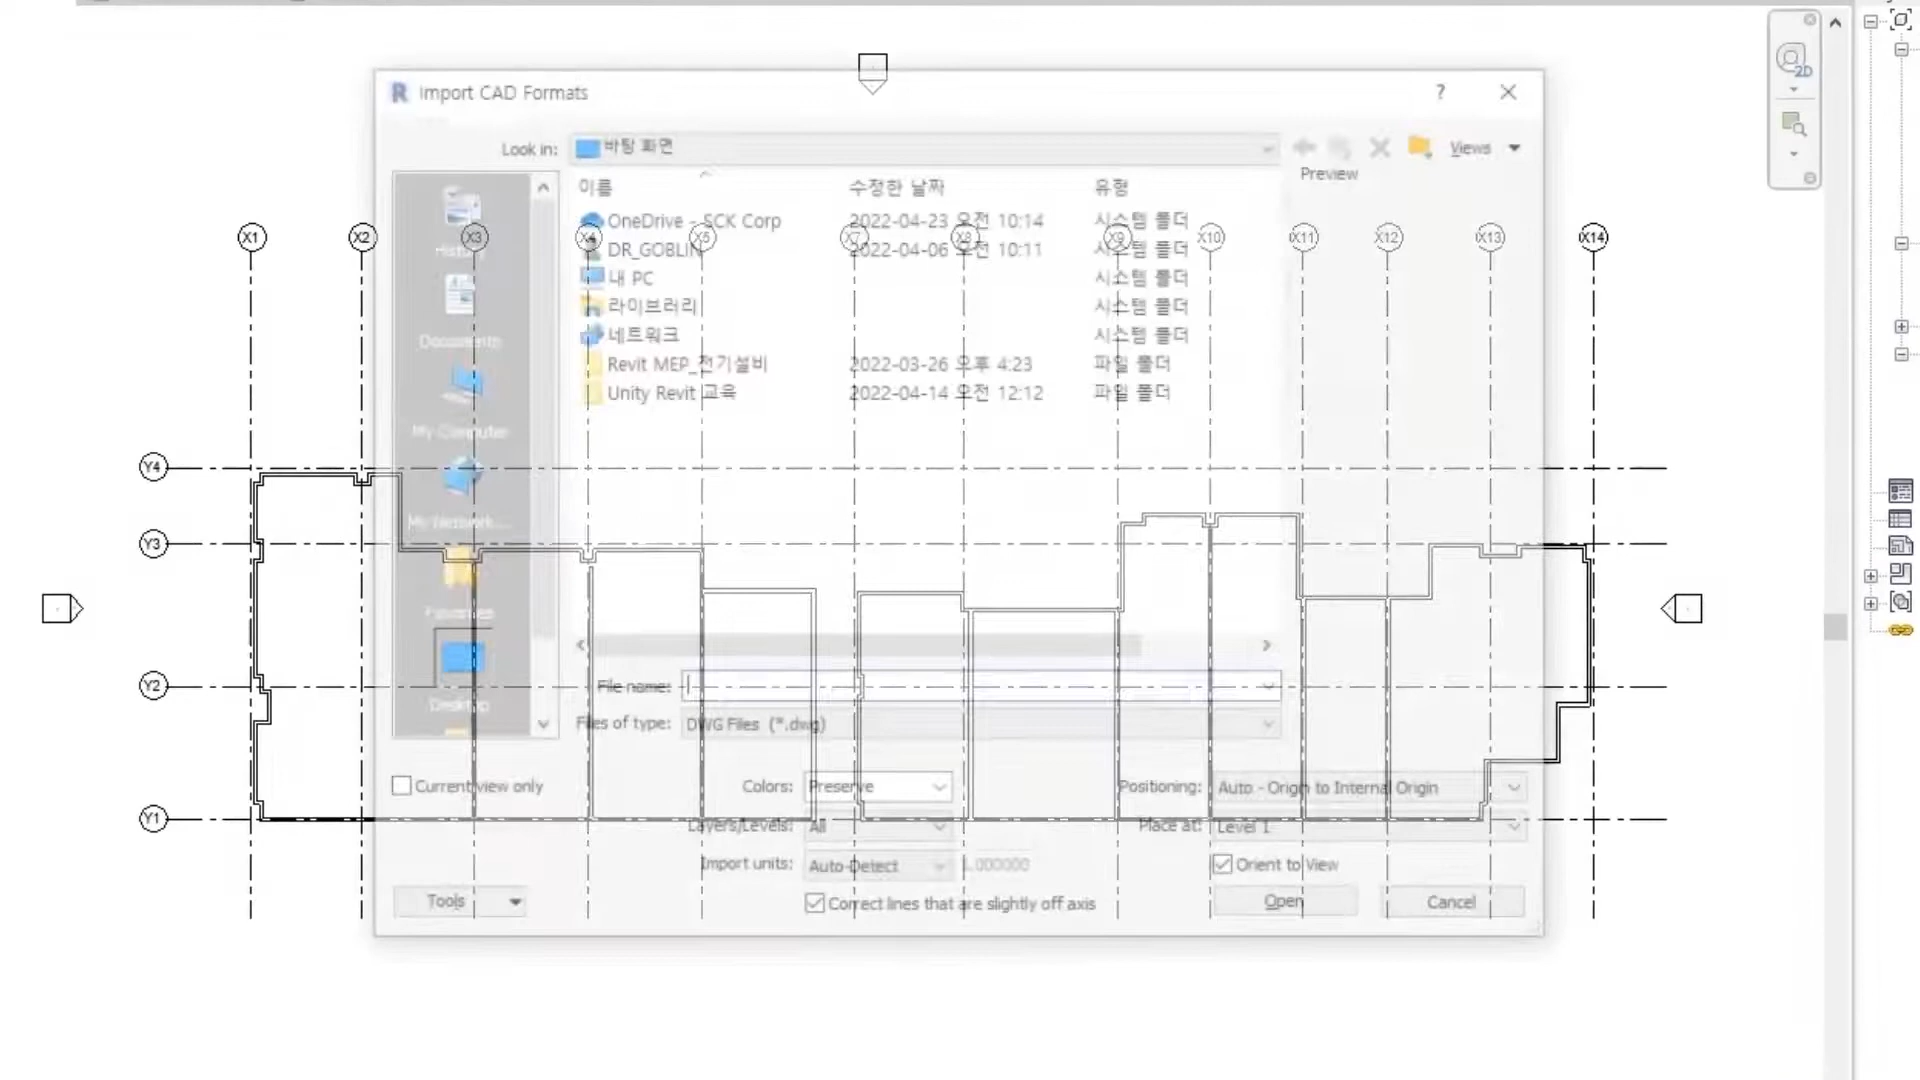 Import CAD Formats
?
2D
Look in: 바탕 화면
Views
Preview
이름 수정한 날짜 유형
OneDrive - SCK Corp 2022-04-23 오전 10:14 시스템 폴더
DR_GOBLIN 2022-04-06 오전 10:11 시스템 폴더
내 PC 시스템 폴더
라이브러리 시스템 폴더
네트워크 시스템 폴더
Revit MEP_전기설비 2022-03-26 오후 4:23 파일 폴더
Unity Revit 교육 2022-04-14 오전 12:12 파일 폴더
X1 X2 X3 X4 X5 X7 X8 X9 X10 X11 X12 X13 X14
History
Documents
My Computer
My Network...
Favorites
Desktop
Y4
Y3
Y2
Y1
File name:
Files of type: DWG Files (*.dwg)
Current view only
Colors: Preserve
Positioning: Auto - Origin to Internal Origin
Layers/Levels: All
Place at: Level 1
Import units: Auto-Detect 1.000000
Orient to View
Correct lines that are slightly off axis
Tools
Open
Cancel